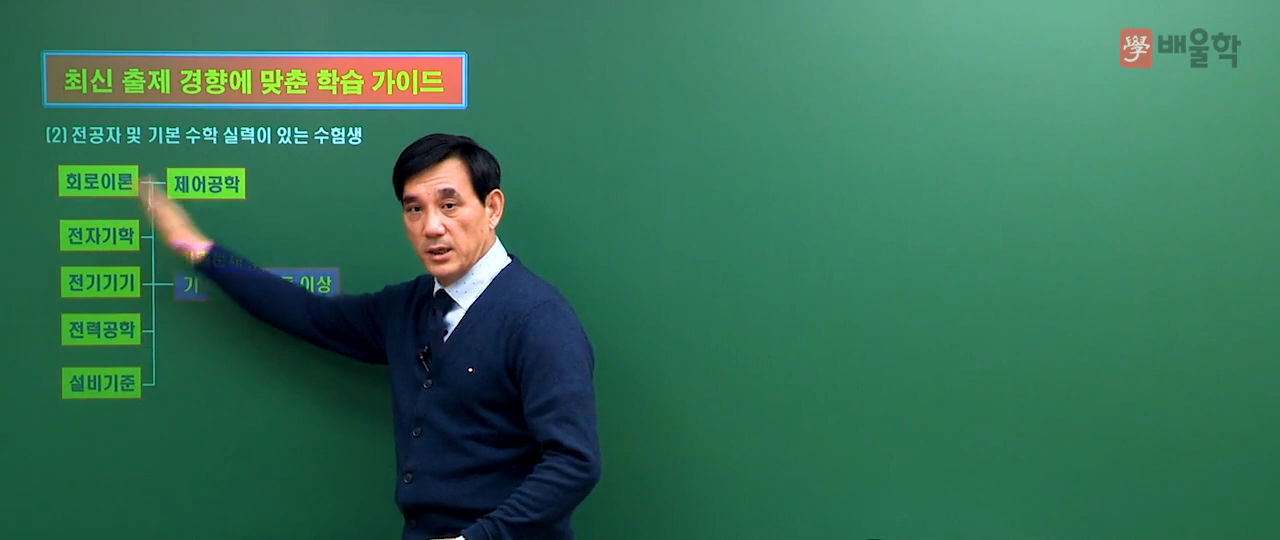 學 배울학
최신 출제 경향에 맞춘 학습 가이드
(2) 전공자 및 기본 수학 실력이 있는 수험생
회로이론
제어공학
전자기학
전기기기
기 이상
전력공학
설비기준